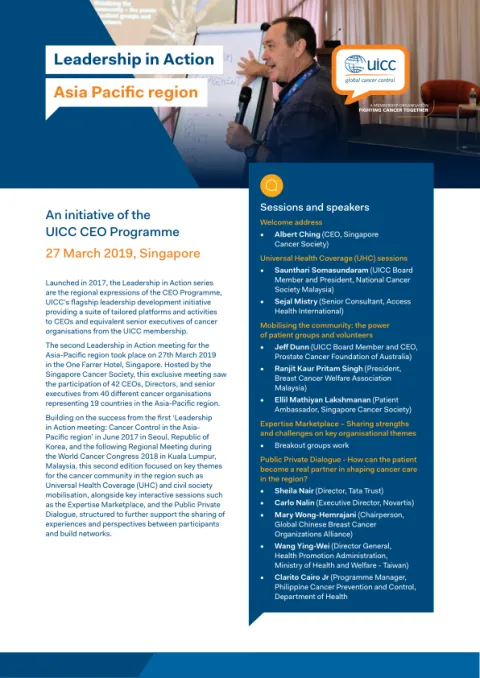 Leadership in Action
Asia Pacific region
uicc
global cancer control
A MEMBERSHIP ORGANISATION
FIGHTING CANCER TOGETHER
An initiative of the
UICC CEO Programme
27 March 2019, Singapore
Launched in 2017, the Leadership in Action series
are the regional expressions of the CEO Programme,
UICC's flagship leadership development initiative
providing a suite of tailored platforms and activities
to CEOs and equivalent senior executives of cancer
organisations from the UICC membership.
The second Leadership in Action meeting for the
Asia-Pacific region took place on 27th March 2019
in the One Farrer Hotel, Singapore. Hosted by the
Singapore Cancer Society, this exclusive meeting saw
the participation of 42 CEOs, Directors, and senior
executives from 40 different cancer organisations
representing 19 countries in the Asia-Pacific region.
Building on the success from the first 'Leadership
in Action meeting: Cancer Control in the Asia-
Pacific region' in June 2017 in Seoul, Republic of
Korea, and the following Regional Meeting during
the World Cancer Congress 2018 in Kuala Lumpur,
Malaysia, this second edition focused on key themes
for the cancer community in the region such as
Universal Health Coverage (UHC) and civil society
mobilisation, alongside key interactive sessions such
as the Expertise Marketplace, and the Public Private
Dialogue, structured to further support the sharing of
experiences and perspectives between participants
and build networks.
Sessions and speakers
Welcome address
• Albert Ching (CEO, Singapore
Cancer Society)
Universal Health Coverage (UHC) sessions
• Saunthari Somasundaram (UICC Board
Member and President, National Cancer
Society Malaysia)
• Sejal Mistry (Senior Consultant, Access
Health International)
Mobilising the community: the power
of patient groups and volunteers
• Jeff Dunn (UICC Board Member and CEO,
Prostate Cancer Foundation of Australia)
• Ranjit Kaur Pritam Singh (President,
Breast Cancer Welfare Association
Malaysia)
• Ellil Mathiyan Lakshmanan (Patient
Ambassador, Singapore Cancer Society)
Expertise Marketplace – Sharing strengths
and challenges on key organisational themes
• Breakout groups work
Public Private Dialogue - How can the patient
become a real partner in shaping cancer care
in the region?
• Sheila Nair (Director, Tata Trust)
• Carlo Nalin (Executive Director, Novartis)
• Mary Wong-Hemrajani (Chairperson,
Global Chinese Breast Cancer
Organizations Alliance)
• Wang Ying-Wei (Director General,
Health Promotion Administration,
Ministry of Health and Welfare - Taiwan)
• Clarito Cairo Jr (Programme Manager,
Philippine Cancer Prevention and Control,
Department of Health